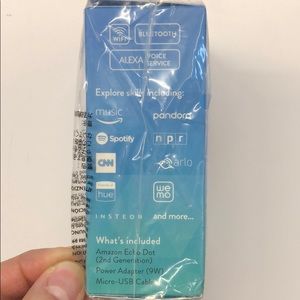 WiFi
BLUETOOTH
ALEXA VOICE
SERVICE
Explore skills including:
music
pandora
Spotify
npr
CNN
arlo
hue
wemo
INSTEON
and more...
What's included
Amazon Echo Dot
(2nd Generation)
Power Adapter (9W)
Micro-USB Cable